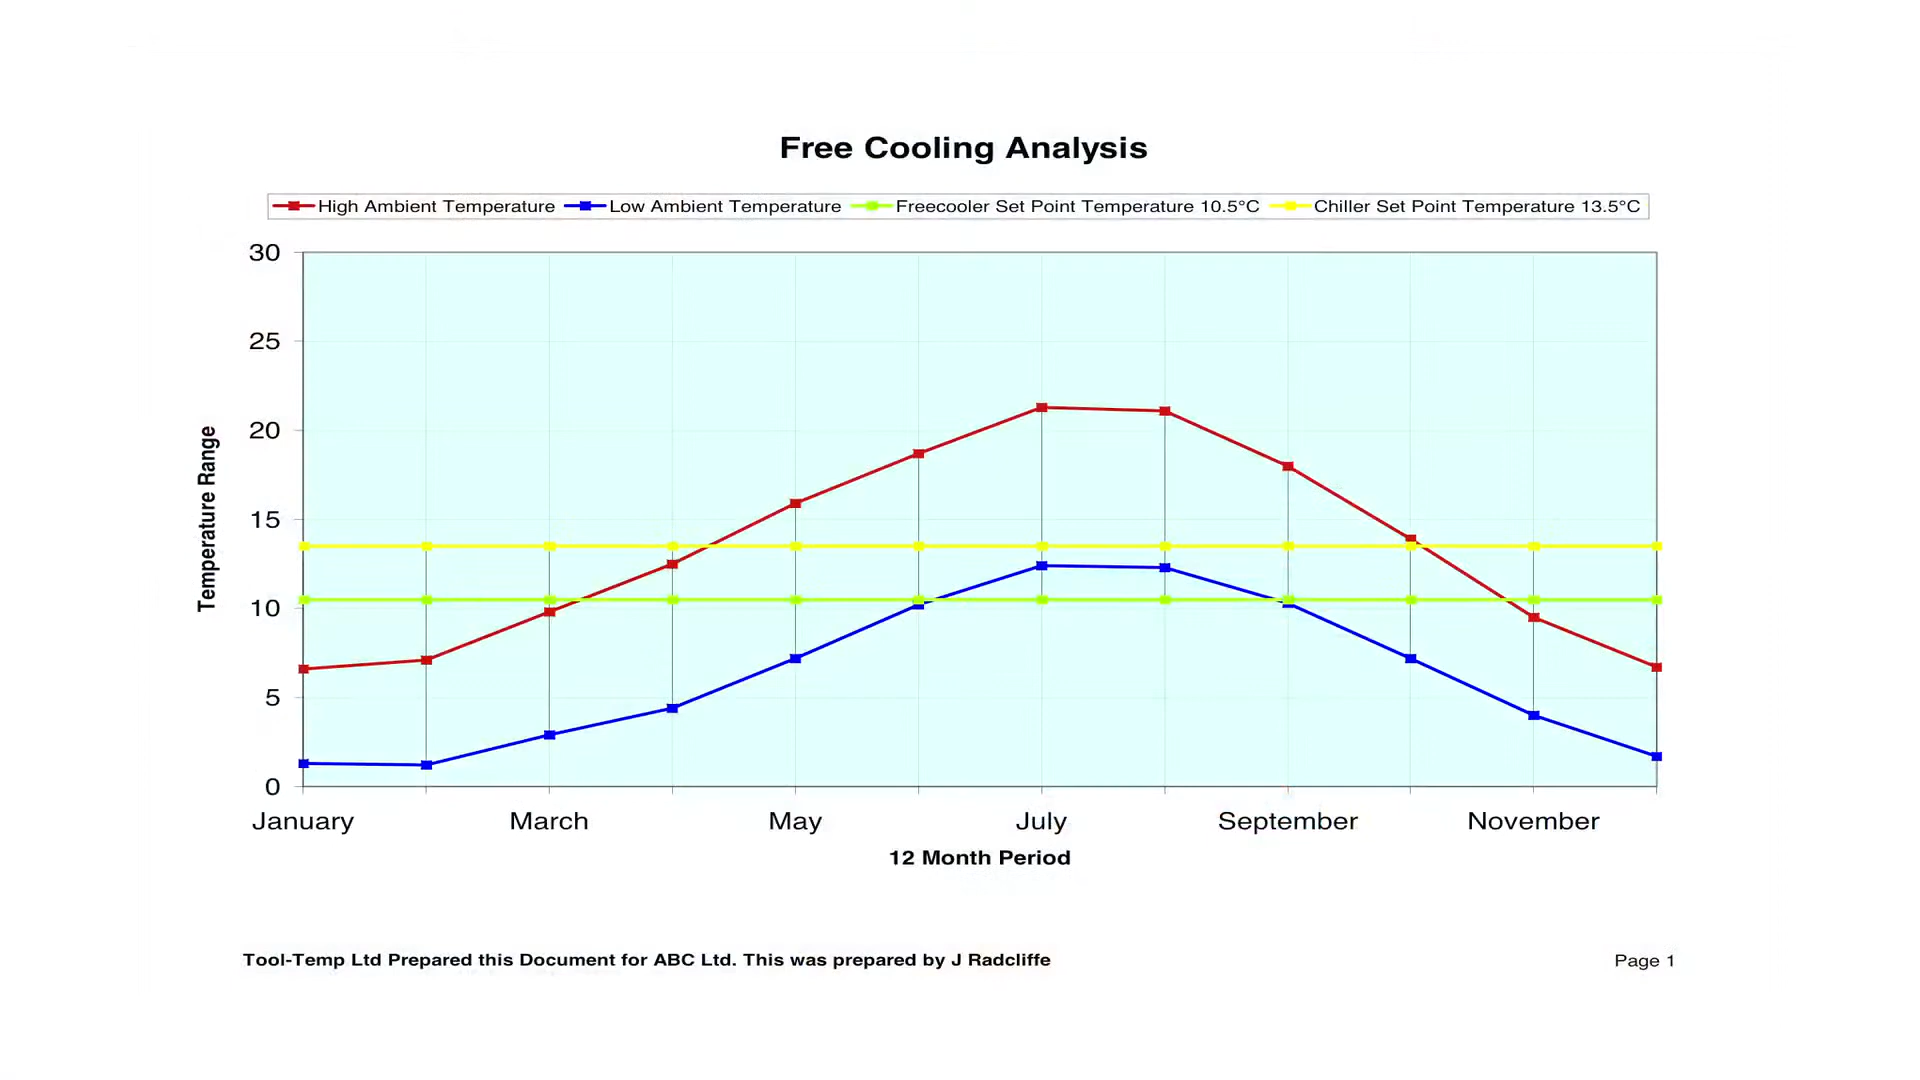 Free Cooling Analysis
High Ambient Temperature Low Ambient Temperature Freecooler Set Point Temperature 10.5°C Chiller Set Point Temperature 13.5°C
30
25
20
15
10
5
0
Temperature Range
January March May July September November
12 Month Period
Tool-Temp Ltd Prepared this Document for ABC Ltd. This was prepared by J Radcliffe Page 1